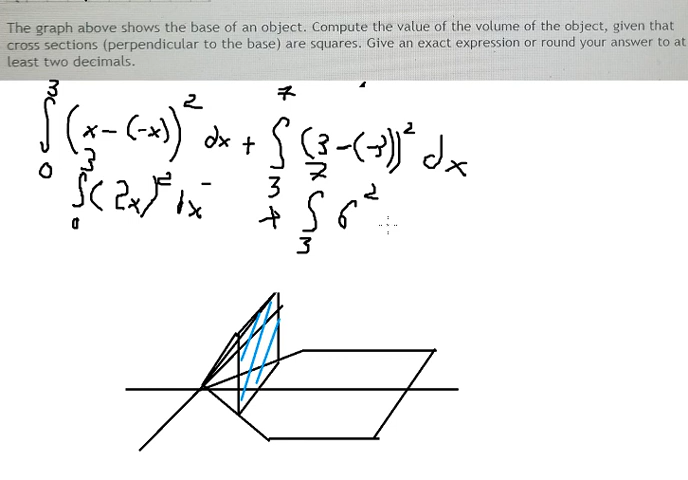 The graph above shows the base of an object. Compute the value of the volume of the object, given that
cross sections (perpendicular to the base) are squares. Give an exact expression or round your answer to at
least two decimals.
∫₀³ (x-(-x))² dx + ∫₃⁷ (3-(-3))² dx
∫₀³ (2x)² dx + ∫₃⁷ 6²